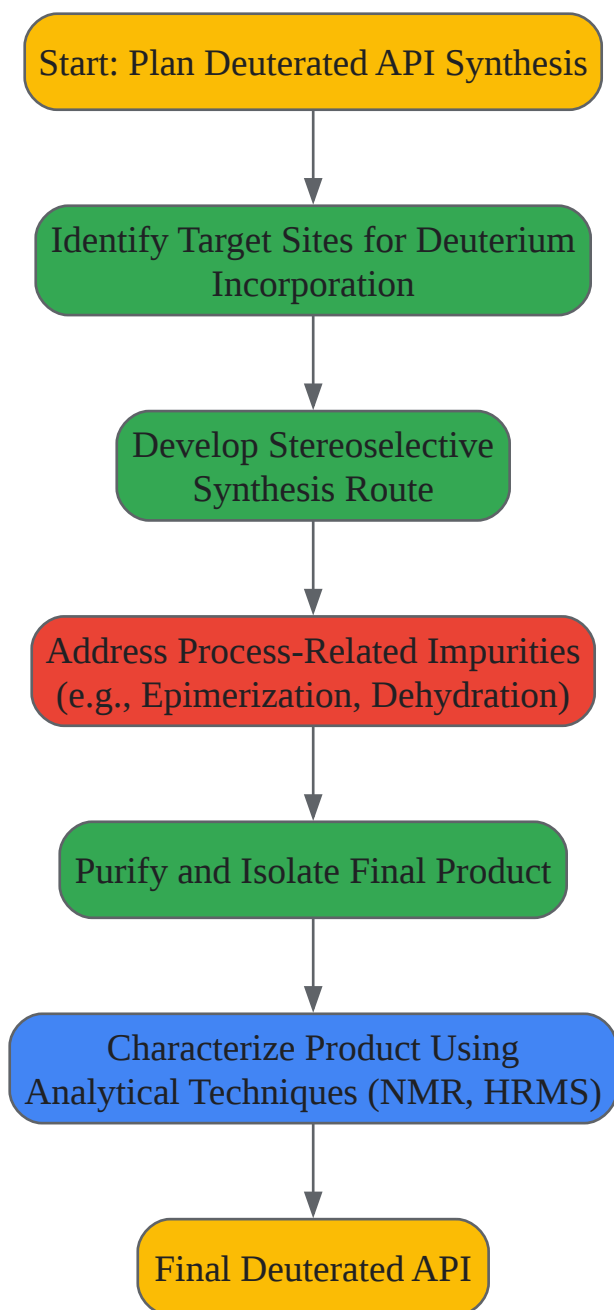 Start: Plan Deuterated API Synthesis
Identify Target Sites for Deuterium
Incorporation
Develop Stereoselective
Synthesis Route
Address Process-Related Impurities
(e.g., Epimerization, Dehydration)
Purify and Isolate Final Product
Characterize Product Using
Analytical Techniques (NMR, HRMS)
Final Deuterated API